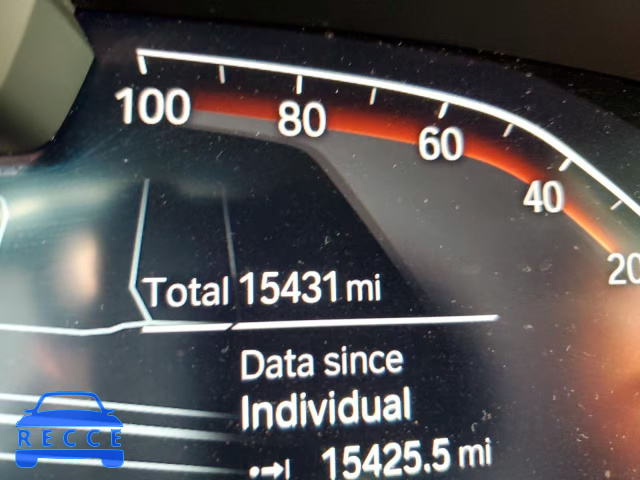 100 80 60 40 20
Total 15431 mi
Data since
Individual
15425.5 mi
RECCE